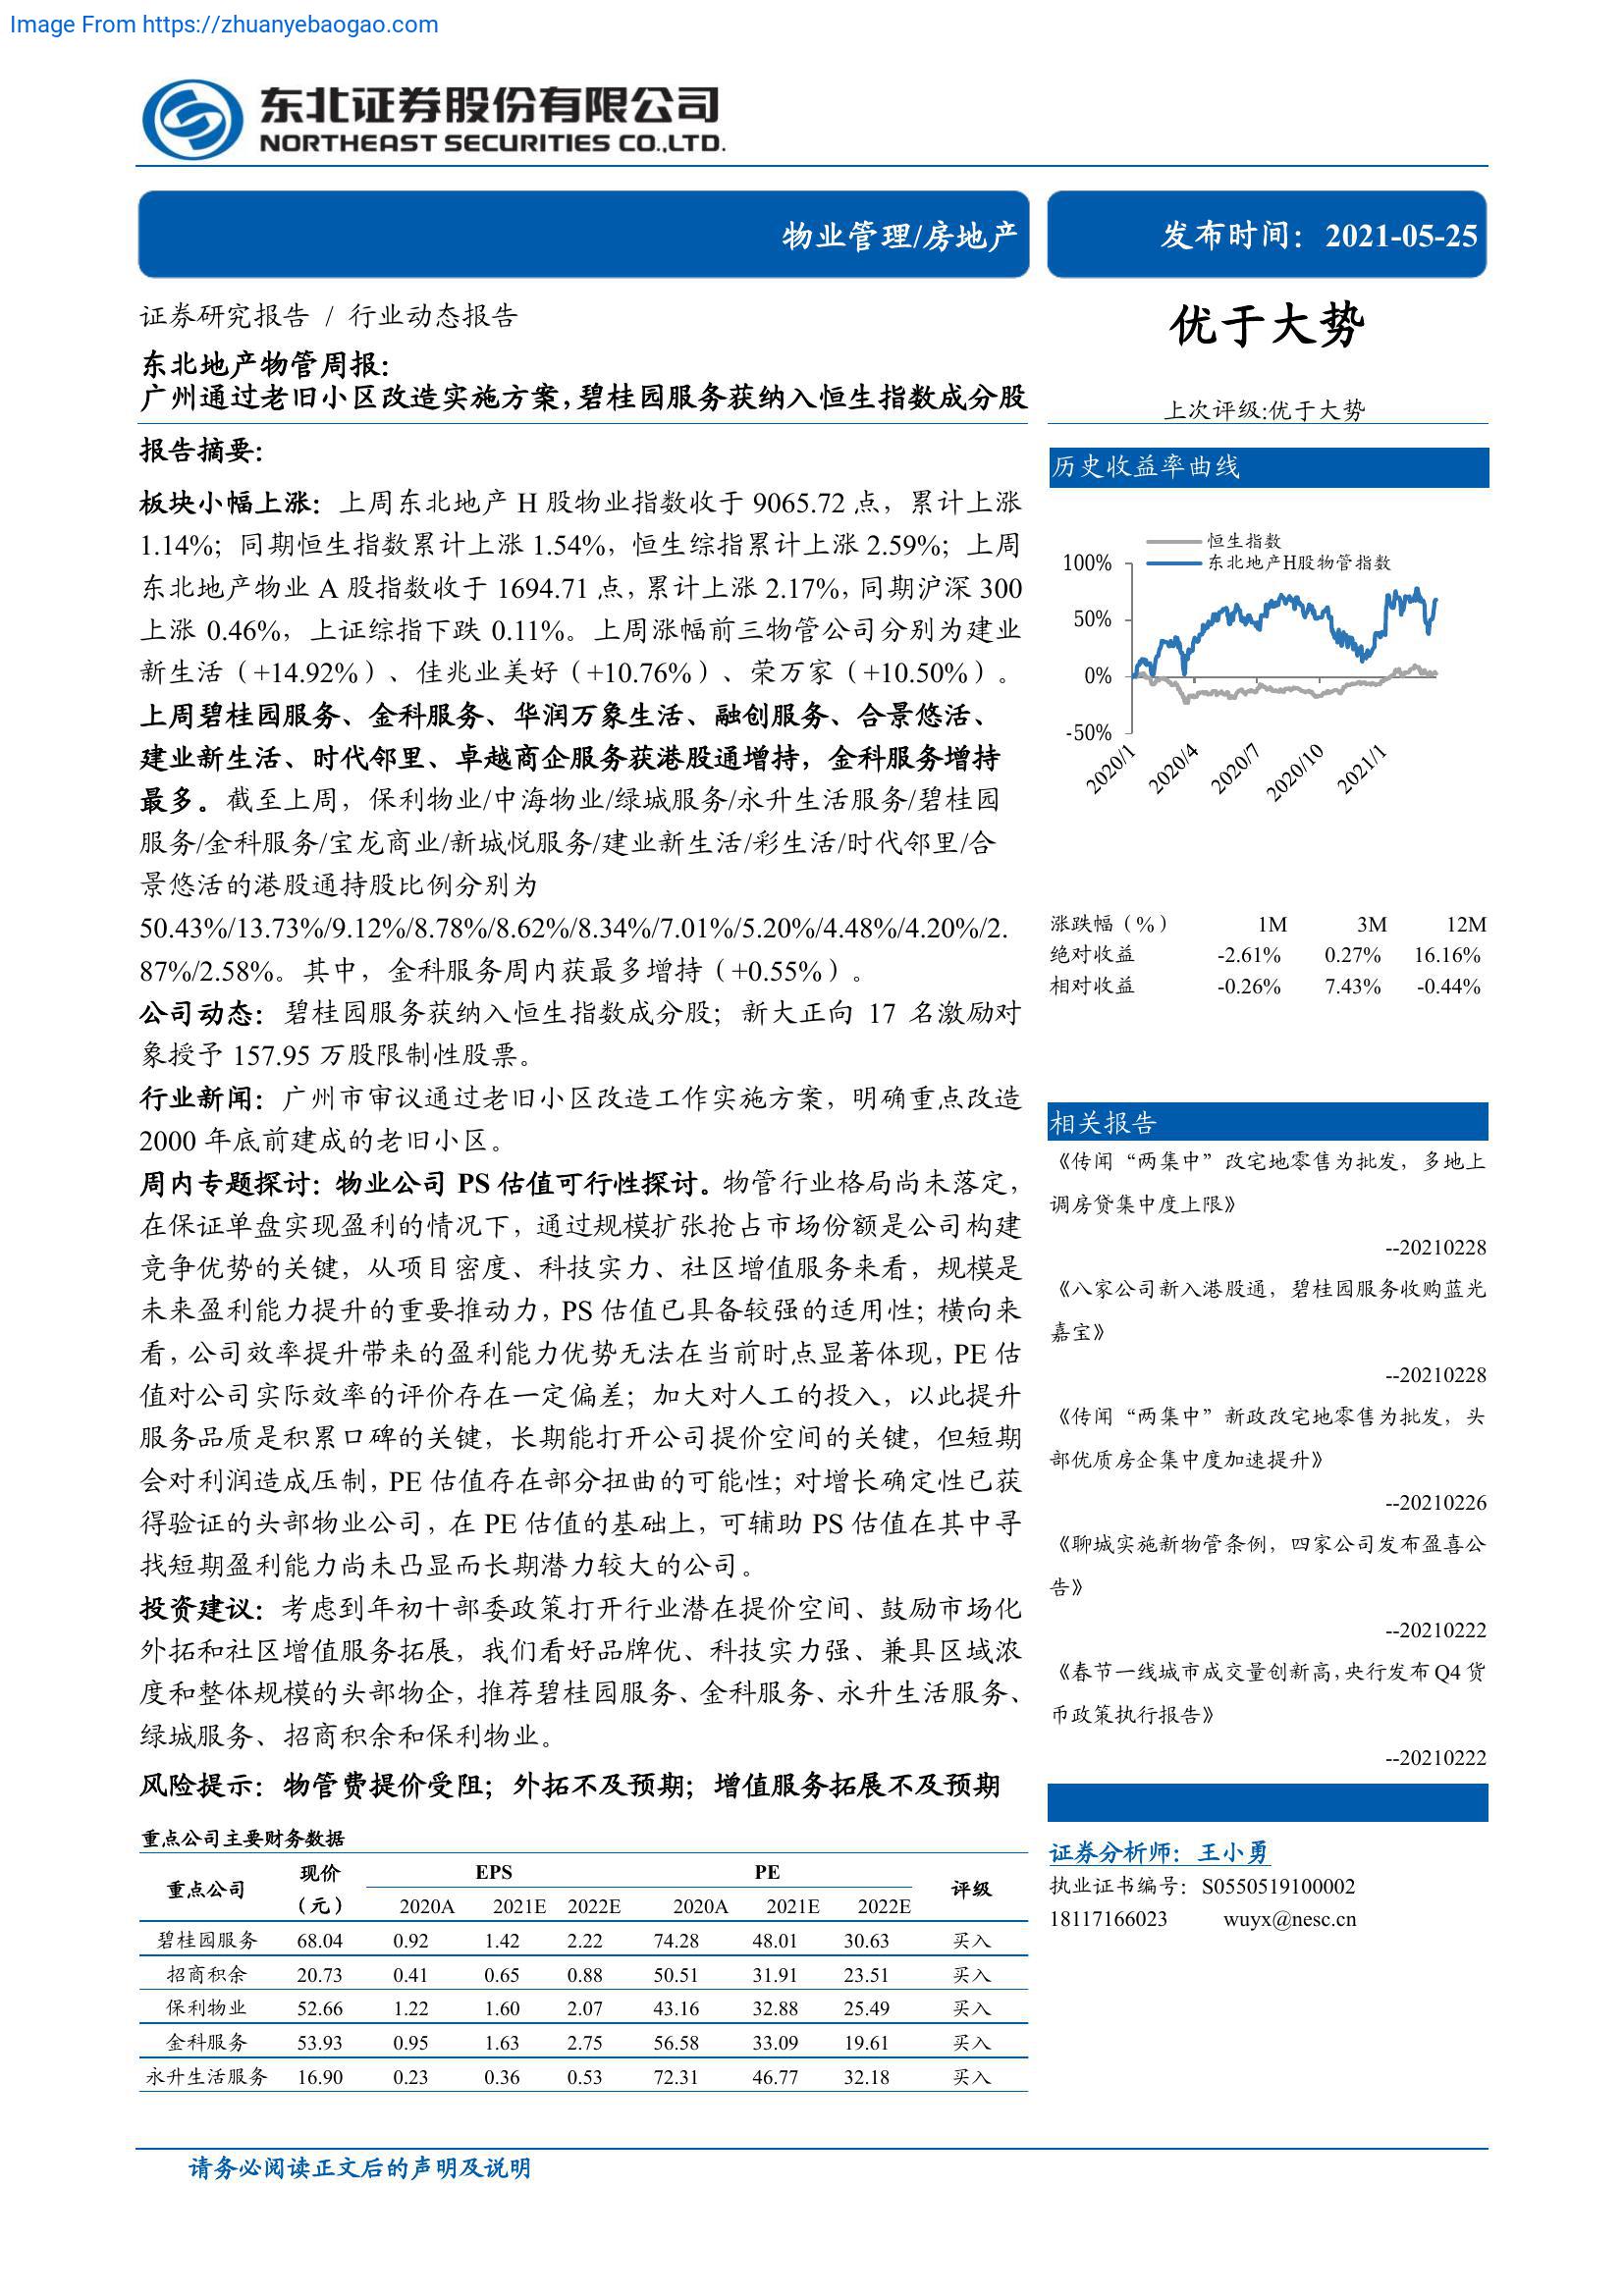 Image From https://zhuanyebaogao.com
东北证券股份有限公司
NORTHEAST SECURITIES CO.,LTD.
物业管理/房地产
发布时间：2021-05-25
证券研究报告 / 行业动态报告
东北地产物管周报：
广州通过老旧小区改造实施方案，碧桂园服务获纳入恒生指数成分股
报告摘要：
板块小幅上涨：上周东北地产 H 股物业指数收于 9065.72 点，累计上涨
1.14%；同期恒生指数累计上涨 1.54%，恒生综指累计上涨 2.59%；上周
东北地产物业 A 股指数收于 1694.71 点，累计上涨 2.17%，同期沪深 300
上涨 0.46%，上证综指下跌 0.11%。上周涨幅前三物管公司分别为建业
新生活（+14.92%）、佳兆业美好（+10.76%）、荣万家（+10.50%）。
上周碧桂园服务、金科服务、华润万象生活、融创服务、合景悠活、
建业新生活、时代邻里、卓越商企服务获港股通增持，金科服务增持
最多。截至上周，保利物业/中海物业/绿城服务/永升生活服务/碧桂园
服务/金科服务/宝龙商业/新城悦服务/建业新生活/彩生活/时代邻里/合
景悠活的港股通持股比例分别为
50.43%/13.73%/9.12%/8.78%/8.62%/8.34%/7.01%/5.20%/4.48%/4.20%/2.
87%/2.58%。其中，金科服务周内获最多增持（+0.55%）。
公司动态：碧桂园服务获纳入恒生指数成分股；新大正向 17 名激励对
象授予 157.95 万股限制性股票。
行业新闻：广州市审议通过老旧小区改造工作实施方案，明确重点改造
2000 年底前建成的老旧小区。
周内专题探讨：物业公司 PS 估值可行性探讨。物管行业格局尚未落定，
在保证单盘实现盈利的情况下，通过规模扩张抢占市场份额是公司构建
竞争优势的关键，从项目密度、科技实力、社区增值服务来看，规模是
未来盈利能力提升的重要推动力，PS 估值已具备较强的适用性；横向来
看，公司效率提升带来的盈利能力优势无法在当前时点显著体现，PE 估
值对公司实际效率的评价存在一定偏差；加大对人工的投入，以此提升
服务品质是积累口碑的关键，长期能打开公司提价空间的关键，但短期
会对利润造成压制，PE 估值存在部分扭曲的可能性；对增长确定性已获
得验证的头部物业公司，在 PE 估值的基础上，可辅助 PS 估值在其中寻
找短期盈利能力尚未凸显而长期潜力较大的公司。
投资建议：考虑到年初十部委政策打开行业潜在提价空间、鼓励市场化
外拓和社区增值服务拓展，我们看好品牌优、科技实力强、兼具区域浓
度和整体规模的头部物企，推荐碧桂园服务、金科服务、永升生活服务、
绿城服务、招商积余和保利物业。
风险提示：物管费提价受阻；外拓不及预期；增值服务拓展不及预期
重点公司主要财务数据
重点公司 现价（元） EPS PE 评级
2020A 2021E 2022E 2020A 2021E 2022E
碧桂园服务 68.04 0.92 1.42 2.22 74.28 48.01 30.63 买入
招商积余 20.73 0.41 0.65 0.88 50.51 31.91 23.51 买入
保利物业 52.66 1.22 1.60 2.07 43.16 32.88 25.49 买入
金科服务 53.93 0.95 1.63 2.75 56.58 33.09 19.61 买入
永升生活服务 16.90 0.23 0.36 0.53 72.31 46.77 32.18 买入
优于大势
上次评级:优于大势
历史收益率曲线
恒生指数
东北地产H股物管指数
100%
50%
0%
-50%
2020/1 2020/4 2020/7 2020/10 2021/1
涨跌幅（%） 1M 3M 12M
绝对收益 -2.61% 0.27% 16.16%
相对收益 -0.26% 7.43% -0.44%
相关报告
《传闻“两集中”改宅地零售为批发，多地上
调房贷集中度上限》
--20210228
《八家公司新入港股通，碧桂园服务收购蓝光
嘉宝》
--20210228
《传闻“两集中”新政改宅地零售为批发，头
部优质房企集中度加速提升》
--20210226
《聊城实施新物管条例，四家公司发布盈喜公
告》
--20210222
《春节一线城市成交量创新高，央行发布 Q4 货
币政策执行报告》
--20210222
证券分析师：王小勇
执业证书编号：S0550519100002
18117166023 wuyx@nesc.cn
请务必阅读正文后的声明及说明